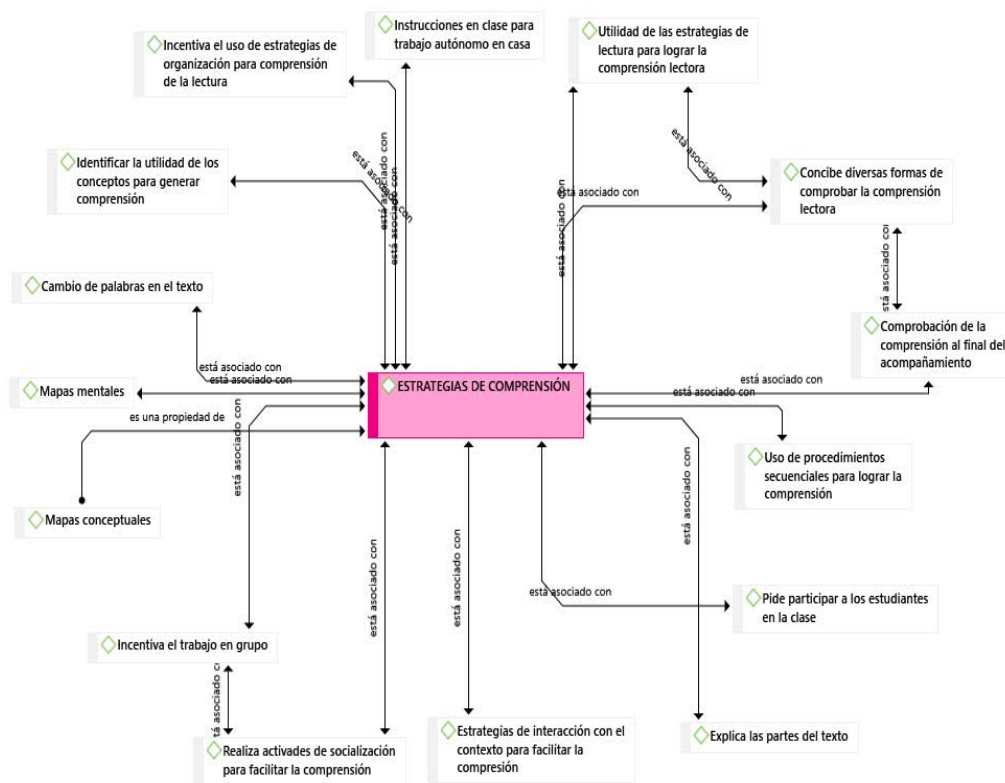 Instrucciones en clase para
trabajo autónomo en casa
Incentiva el uso de estrategias de
organización para comprensión
de la lectura
Utilidad de las estrategias de
lectura para lograr la
comprensión lectora
está asociado con
está asociado con
está asociado con
está asociado con
está asociado con
está asociado con
Identificar la utilidad de los
conceptos para generar
comprensión
Concibe diversas formas de
comprobar la comprensión
lectora
está asociado con
Cambio de palabras en el texto
Comprobación de la
comprensión al final del
acompañamiento
está asociado con
está asociado con
Mapas mentales
ESTRATEGIAS DE COMPRENSIÓN
está asociado con
está asociado con
es una propiedad de
está asociado con
está asociado con
Uso de procedimientos
secuenciales para lograr la
comprensión
Mapas conceptuales
está asociado con
está asociado con
está asociado con
Pide participar a los estudiantes
en la clase
Incentiva el trabajo en grupo
está asociado c
Realiza activades de socialización
para facilitar la comprensión
Estrategias de interacción con el
contexto para facilitar la
compresión
Explica las partes del texto